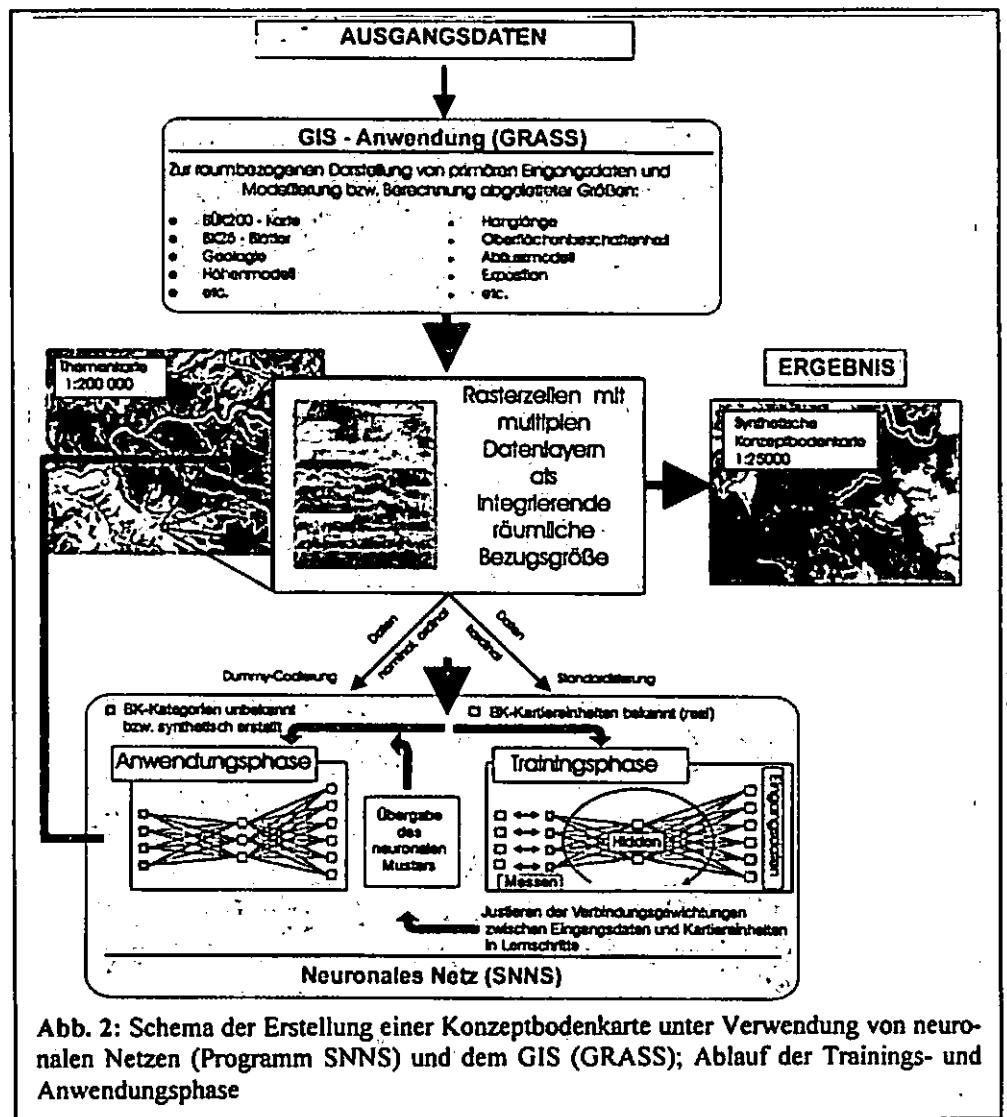 AUSGANGSDATEN
GIS - Anwendung (GRASS)
Zur raumbezogenen Darstellung von primären Eingangsdaten und
Modellierung bzw. Berechnung abgeleiteter Größen:
• BÜK200 - Karte
• BK25 - Blätter
• Geologie
• Höhenmodell
• etc.
• Hanglänge
• Oberflächenbeschaffenheit
• Abflussmodell
• Exposition
• etc.
Themenkarte
1:200 000
Rasterzellen mit
multiplen
Datenlayern
als
integrierende
räumliche
Bezugsgröße
ERGEBNIS
Synthetische
Konzeptbodenkarte
1:25000
Daten
nominal, ordinal
Daten
kardinal
Dummy-Codierung
Standardisierung
BK-Kategorien unbekannt
bzw. synthetisch erstellt
BK-Kartiereinheiten bekannt (real)
Anwendungsphase
Übergabe
des
neuronalen
Musters
Trainingsphase
Hidden
Messen
Eingangsdaten
Justieren der Verbindungsgewichtungen
zwischen Eingangsdaten und Kartiereinheiten
in Lernschritte
Neuronales Netz (SNNS)
Abb. 2: Schema der Erstellung einer Konzeptbodenkarte unter Verwendung von neuro-
nalen Netzen (Programm SNNS) und dem GIS (GRASS); Ablauf der Trainings- und
Anwendungsphase